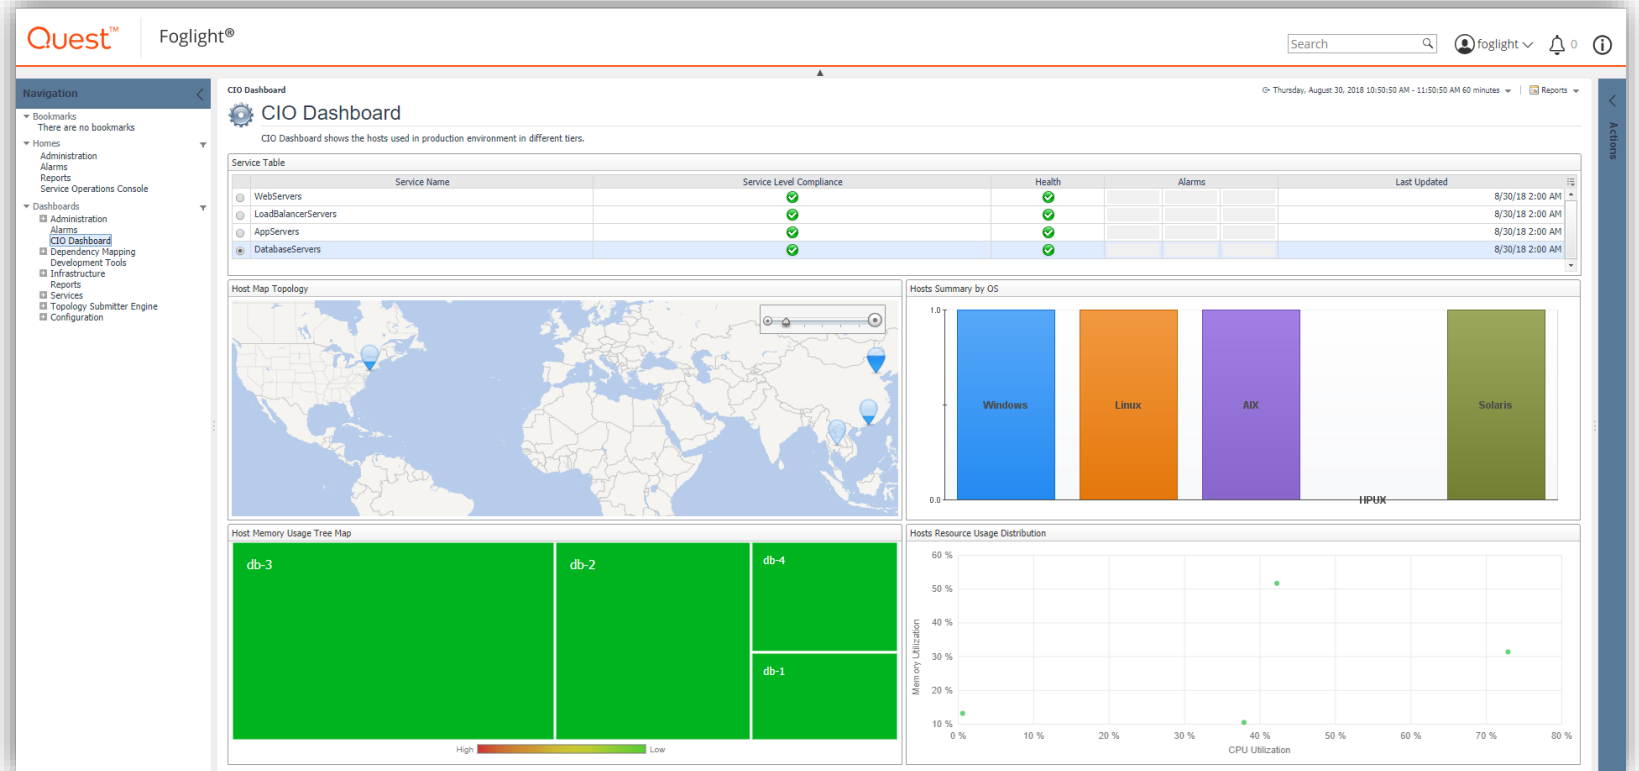 Quest™
Foglight®
Search
foglight
0
Navigation
Bookmarks
There are no bookmarks
Homes
Administration
Alarms
Reports
Service Operations Console
Dashboards
Administration
Alarms
CIO Dashboard
Dependency Mapping
Development Tools
Infrastructure
Reports
Services
Topology Submitter Engine
Configuration
CIO Dashboard
Thursday, August 30, 2018 10:50:50 AM - 11:50:50 AM 60 minutes
Reports
Actions
CIO Dashboard
CIO Dashboard shows the hosts used in production environment in different tiers.
Service Table
Service Name Service Level Compliance Health Alarms Last Updated
WebServers 8/30/18 2:00 AM
LoadBalancerServers 8/30/18 2:00 AM
AppServers 8/30/18 2:00 AM
DatabaseServers 8/30/18 2:00 AM
Host Map Topology
Hosts Summary by OS
1.0
Windows Linux AIX Solaris
0.0
HPUX
Host Memory Usage Tree Map
db-3
db-2
db-4
db-1
High Low
Hosts Resource Usage Distribution
60 %
50 %
40 %
30 %
20 %
10 %
Memory Utilization
0 % 10 % 20 % 30 % 40 % 50 % 60 % 70 % 80 %
CPU Utilization